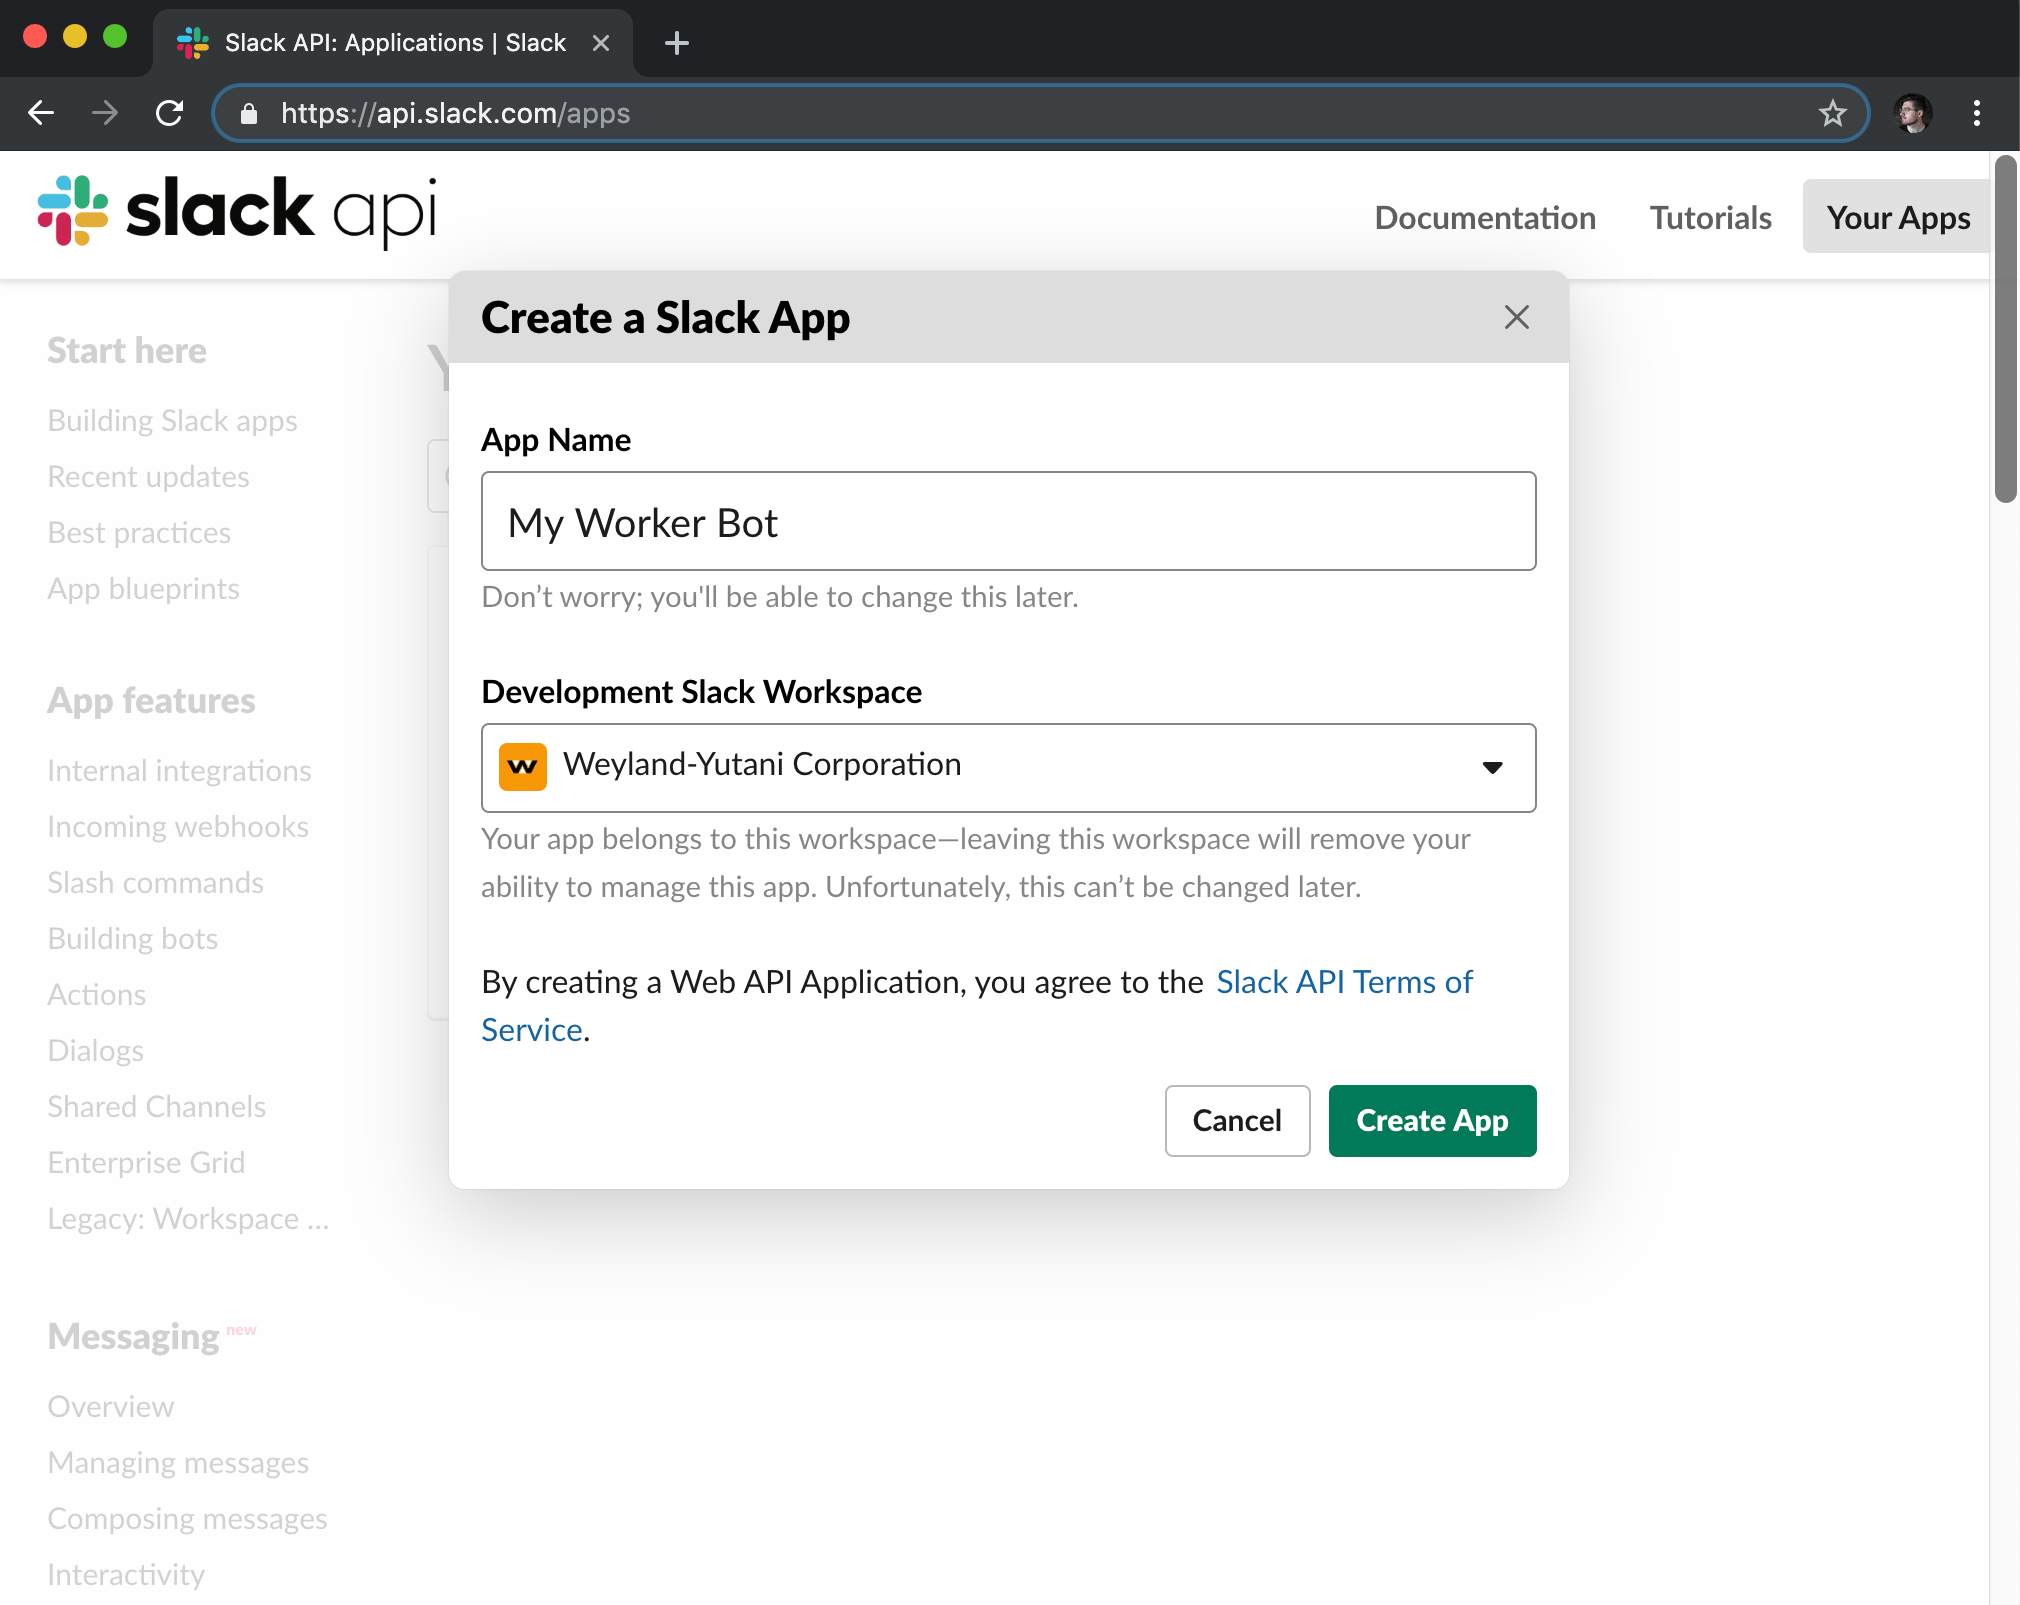 Slack API: Applications | Slack
https://api.slack.com/apps
slack api
Documentation
Tutorials
Your Apps
Start here
Building Slack apps
Recent updates
Best practices
App blueprints
App features
Internal integrations
Incoming webhooks
Slash commands
Building bots
Actions
Dialogs
Shared Channels
Enterprise Grid
Legacy: Workspace ...
Messaging new
Overview
Managing messages
Composing messages
Interactivity
Create a Slack App
App Name
My Worker Bot
Don’t worry; you'll be able to change this later.
Development Slack Workspace
W Weyland-Yutani Corporation
Your app belongs to this workspace—leaving this workspace will remove your
ability to manage this app. Unfortunately, this can’t be changed later.
By creating a Web API Application, you agree to the Slack API Terms of
Service.
Cancel
Create App